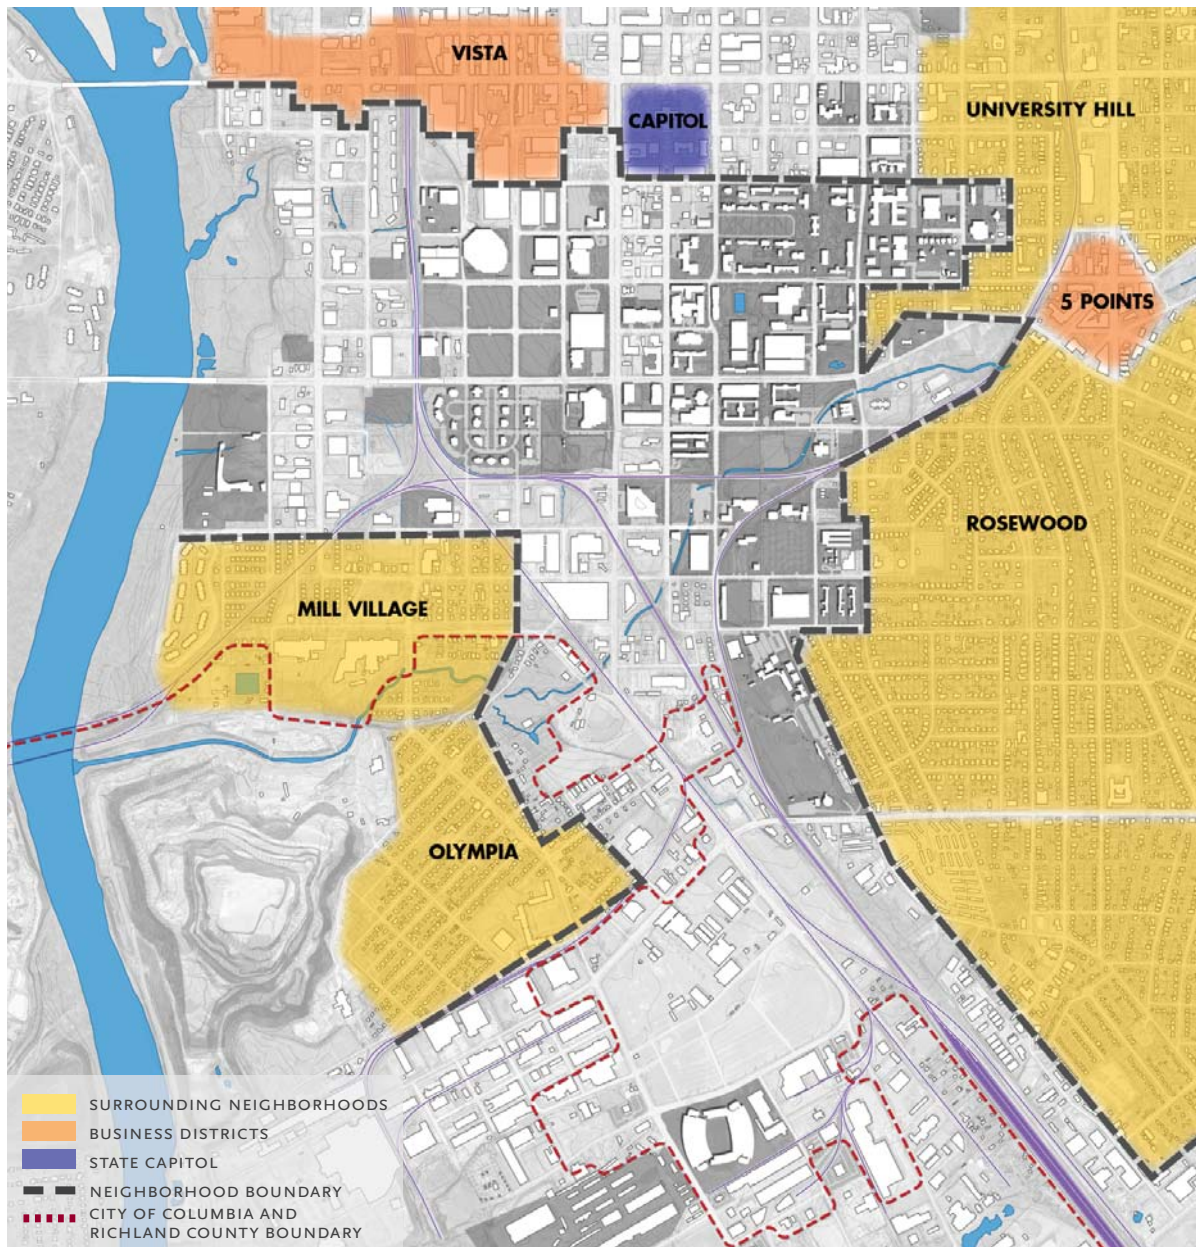 VISTA
CAPITOL
UNIVERSITY HILL
5 POINTS
ROSEWOOD
MILL VILLAGE
OLYMPIA
SURROUNDING NEIGHBORHOODS
BUSINESS DISTRICTS
STATE CAPITOL
NEIGHBORHOOD BOUNDARY
CITY OF COLUMBIA AND
RICHLAND COUNTY BOUNDARY